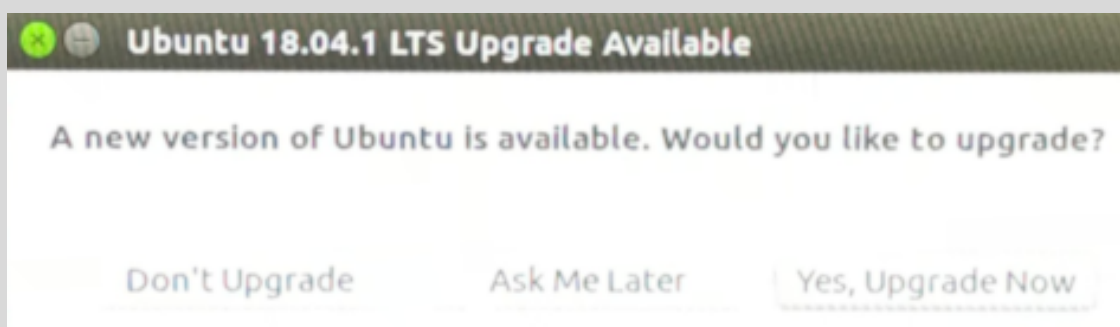 Ubuntu 18.04.1 LTS Upgrade Available
A new version of Ubuntu is available. Would you like to upgrade?
Don't Upgrade Ask Me Later Yes, Upgrade Now